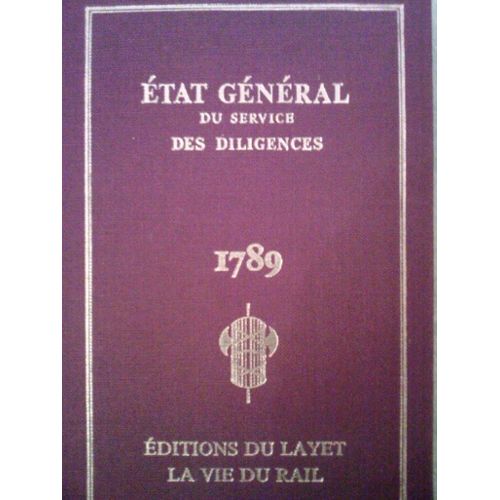 ÉTAT GÉNÉRAL
DU SERVICE
DES DILIGENCES
1789
ÉDITIONS DU LAYET
LA VIE DU RAIL